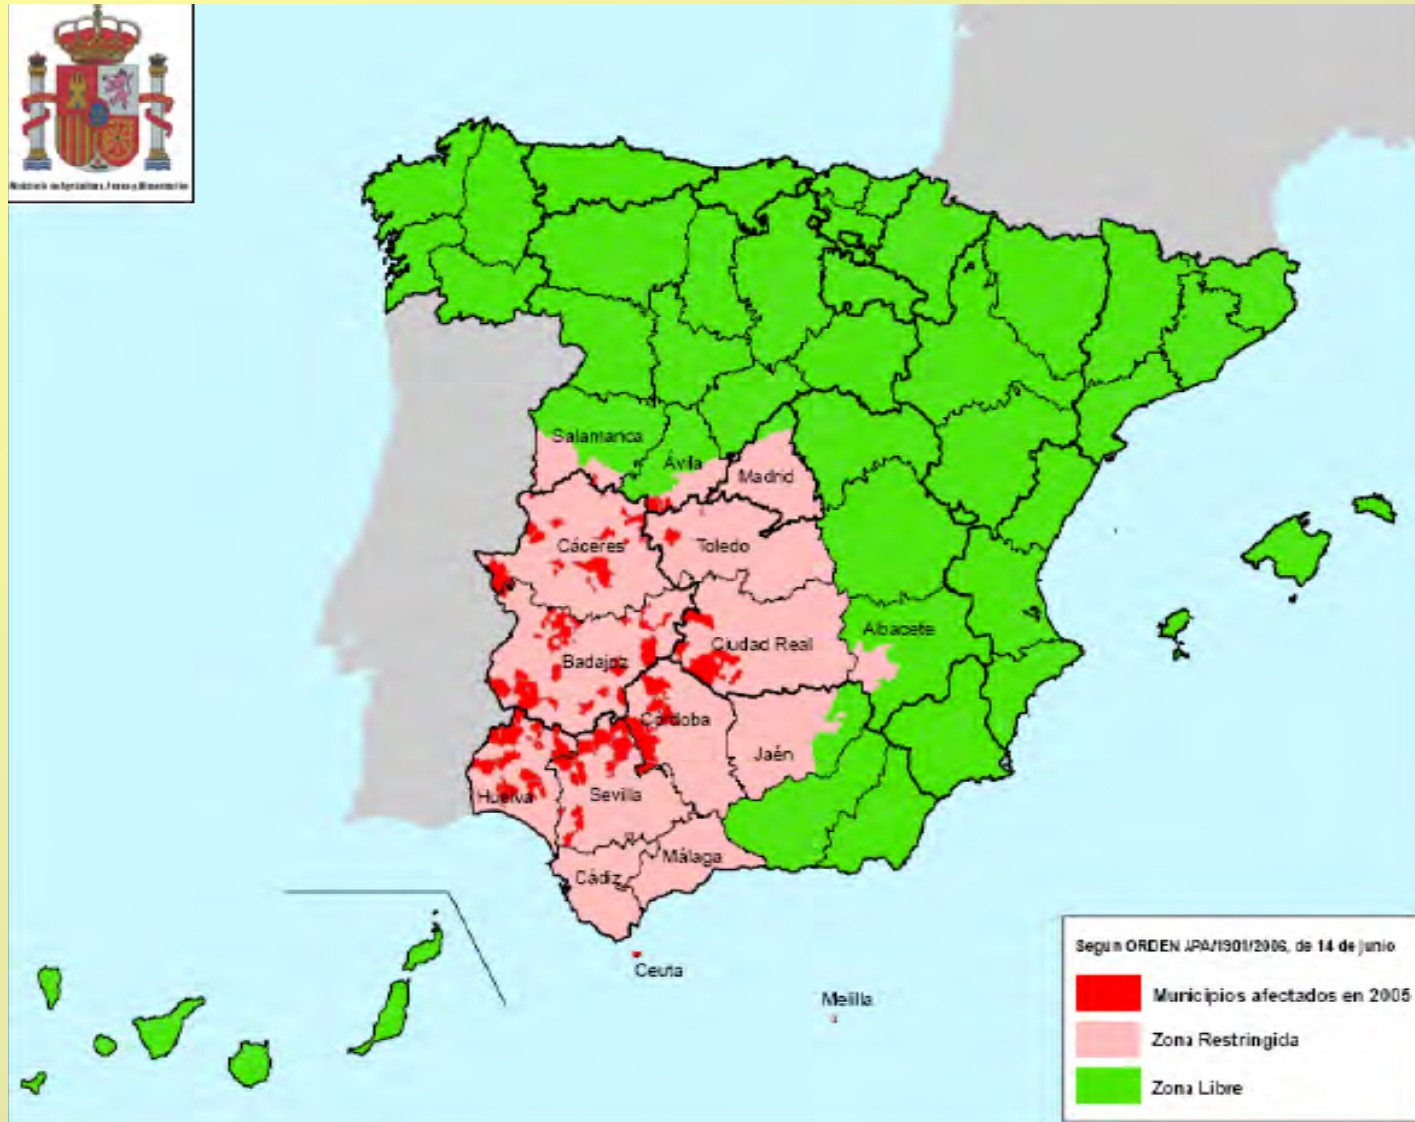 Salamanca
Ávila
Madrid
Cáceres
Toledo
Albacete
Ciudad Real
Badajoz
Córdoba
Jaén
Huelva
Sevilla
Málaga
Cádiz
Ceuta
Melilla
Según ORDEN APA/1901/2006, de 14 de junio
Municipios afectados en 2005
Zona Restringida
Zona Libre